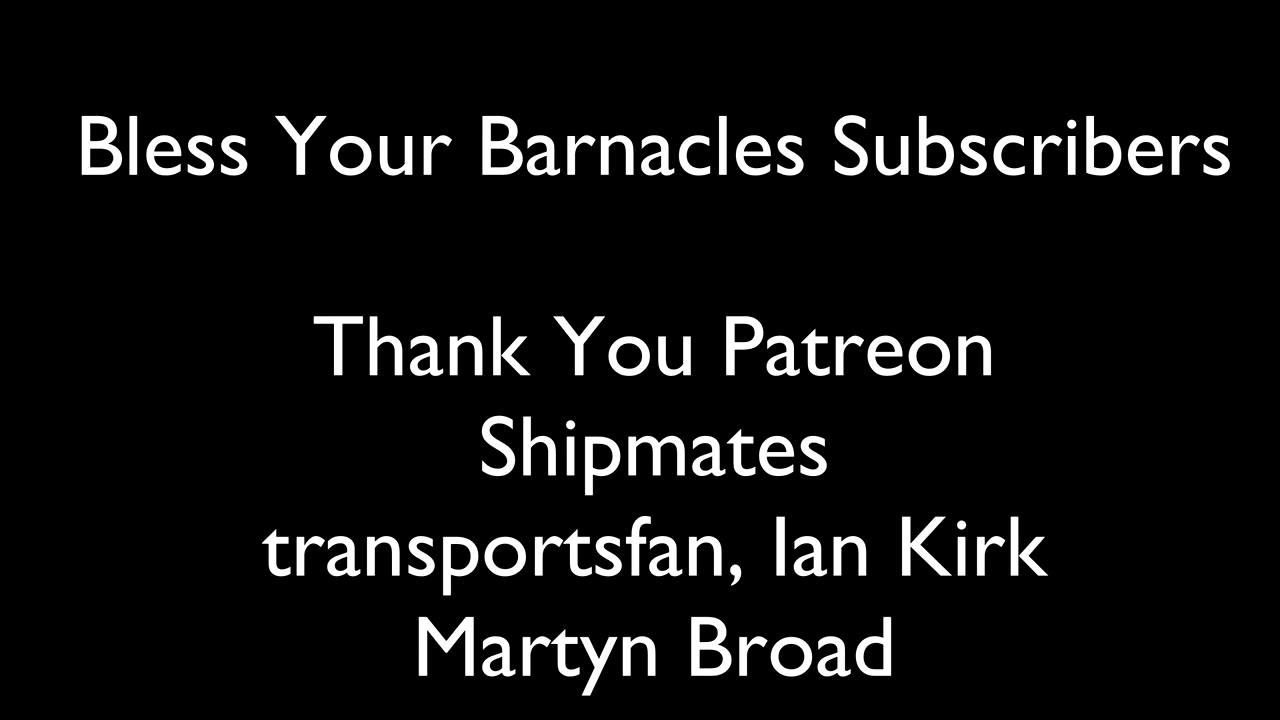 Bless Your Barnacles Subscribers
Thank You Patreon
Shipmates
transportsfan, Ian Kirk
Martyn Broad